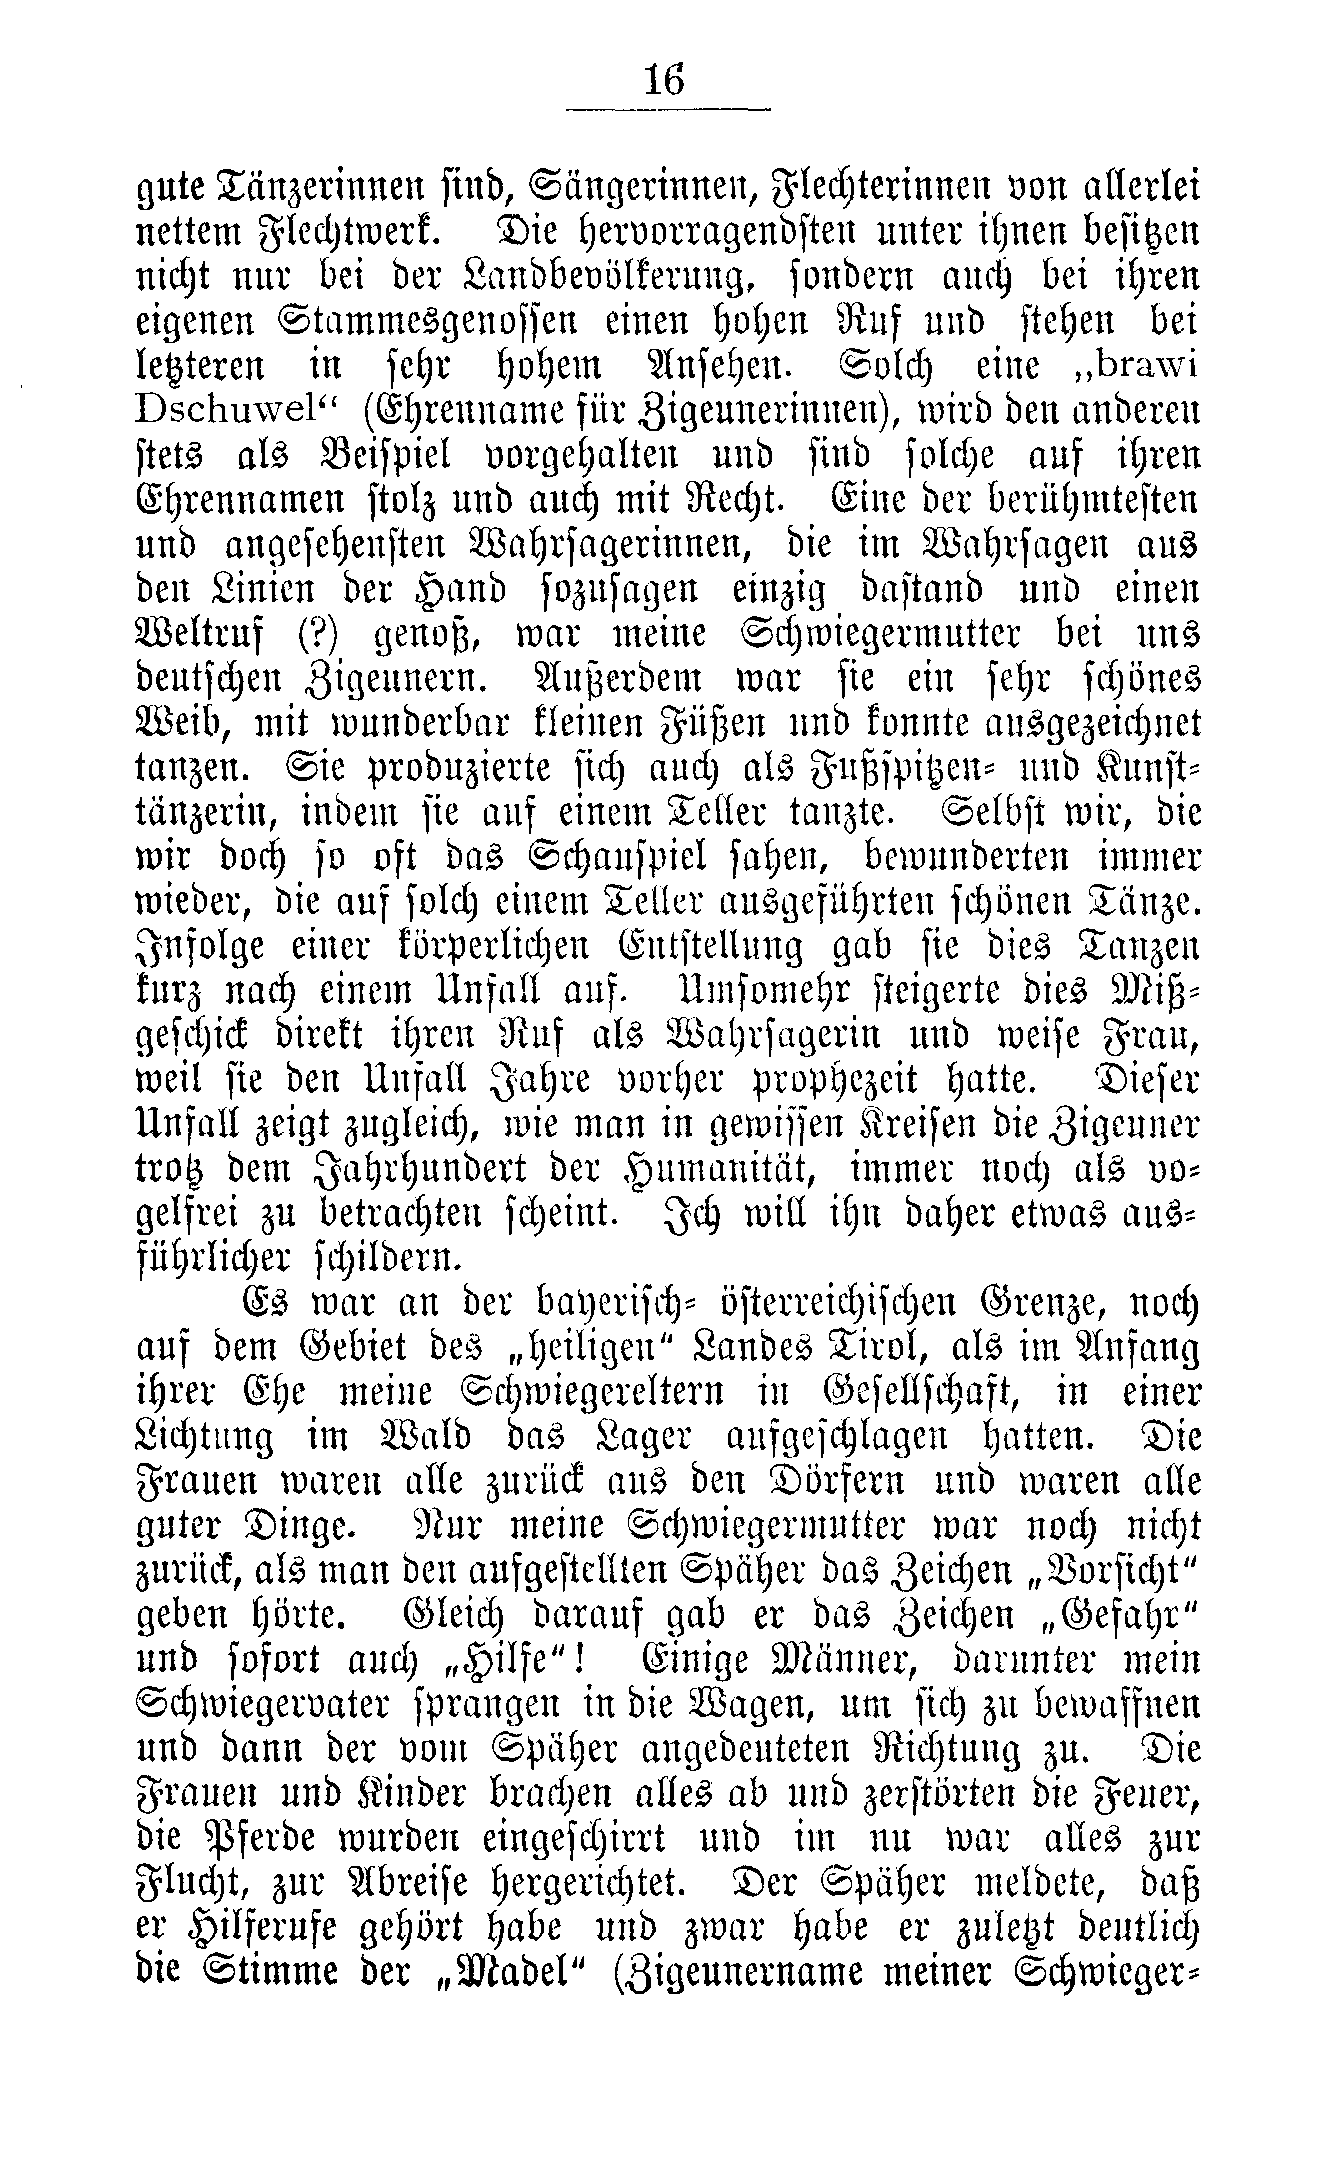 16
gute Tänzerinnen sind, Sängerinnen, Flechterinnen von allerlei
nettem Flechtwerk. Die hervorragendsten unter ihnen besitzen
nicht nur bei der Landbevölkerung, sondern auch bei ihren
eigenen Stammesgenossen einen hohen Ruf und stehen bei
letzteren in sehr hohem Ansehen. Solch eine „brawi
Dschuwel“ (Ehrenname für Zigeunerinnen), wird den anderen
stets als Beispiel vorgehalten und sind solche auf ihren
Ehrennamen stolz und auch mit Recht. Eine der berühmtesten
und angesehensten Wahrsagerinnen, die im Wahrsagen aus
den Linien der Hand sozusagen einzig dastand und einen
Weltruf (?) genoß, war meine Schwiegermutter bei uns
deutschen Zigeunern. Außerdem war sie ein sehr schönes
Weib, mit wunderbar kleinen Füßen und konnte ausgezeichnet
tanzen. Sie produzierte sich auch als Fußspitzen- und Kunst-
tänzerin, indem sie auf einem Teller tanzte. Selbst wir, die
wir doch so oft das Schauspiel sahen, bewunderten immer
wieder, die auf solch einem Teller ausgeführten schönen Tänze.
Infolge einer körperlichen Entstellung gab sie dies Tanzen
kurz nach einem Unfall auf. Umsomehr steigerte dies Miß-
geschick direkt ihren Ruf als Wahrsagerin und weise Frau,
weil sie den Unfall Jahre vorher prophezeit hatte. Dieser
Unfall zeigt zugleich, wie man in gewissen Kreisen die Zigeuner
trotz dem Jahrhundert der Humanität, immer noch als vo-
gelfrei zu betrachten scheint. Ich will ihn daher etwas aus-
führlicher schildern.
Es war an der bayerisch- österreichischen Grenze, noch
auf dem Gebiet des „heiligen“ Landes Tirol, als im Anfang
ihrer Ehe meine Schwiegereltern in Gesellschaft, in einer
Lichtung im Wald das Lager aufgeschlagen hatten. Die
Frauen waren alle zurück aus den Dörfern und waren alle
guter Dinge. Nur meine Schwiegermutter war noch nicht
zurück, als man den aufgestellten Späher das Zeichen „Vorsicht“
geben hörte. Gleich darauf gab er das Zeichen „Gefahr“
und sofort auch „Hilfe“! Einige Männer, darunter mein
Schwiegervater sprangen in die Wagen, um sich zu bewaffnen
und dann der vom Späher angedeuteten Richtung zu. Die
Frauen und Kinder brachen alles ab und zerstörten die Feuer,
die Pferde wurden eingeschirrt und im nu war alles zur
Flucht, zur Abreise hergerichtet. Der Späher meldete, daß
er Hilferufe gehört habe und zwar habe er zuletzt deutlich
die Stimme der „Madel“ (Zigeunername meiner Schwieger-